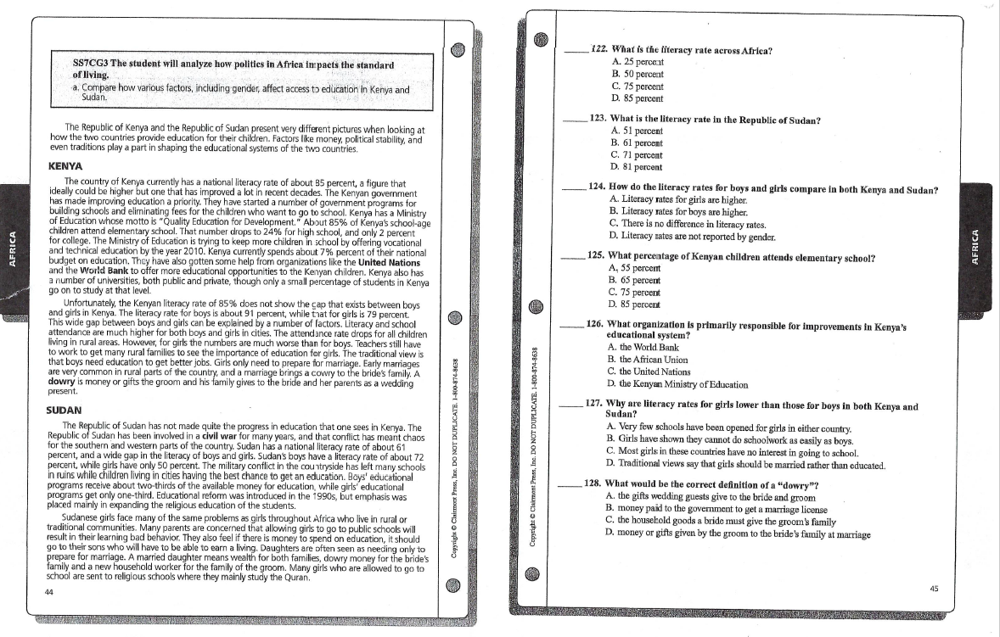 SS7CG3 The student will analyze how politics in Africa impacts the standard
of living.
a. Compare how various factors, including gender, affect access to education in Kenya and
Sudan.
The Republic of Kenya and the Republic of Sudan present very different pictures when looking at
how the two countries provide education for their children. Factors like money, political stability, and
even traditions play a part in shaping the educational systems of the two countries.
KENYA
The country of Kenya currently has a national literacy rate of about 85 percent, a figure that
ideally could be higher but one that has improved a lot in recent decades. The Kenyan government
has made improving education a priority. They have started a number of government programs for
building schools and eliminating fees for the children who want to go to school. Kenya has a Ministry
of Education whose motto is "Quality Education for Development." About 85% of Kenya's school-age
children attend elementary school. That number drops to 24% for high school, and only 2 percent
for college. The Ministry of Education is trying to keep more children in school by offering vocational
and technical education by the year 2010. Kenya currently spends about 7% percent of their national
budget on education. They have also gotten some help from organizations like the United Nations
and the World Bank to offer more educational opportunities to the Kenyan children. Kenya also has
a number of universities, both public and private, though only a small percentage of students in Kenya
go on to study at that level.
Unfortunately, the Kenyan literacy rate of 85% does not show the gap that exists between boys
and girls in Kenya. The literacy rate for boys is about 91 percent, while that for girls is 79 percent.
This wide gap between boys and girls can be explained by a number of factors. Literacy and school
attendance are much higher for both boys and girls in cities. The attendance rate drops for all children
living in rural areas. However, for girls the numbers are much worse than for boys. Teachers still have
to work to get many rural families to see the importance of education for girls. The traditional view is
that boys need education to get better jobs. Girls only need to prepare for marriage. Early marriages
are very common in rural parts of the country, and a marriage brings a dowry to the bride's family. A
dowry is money or gifts the groom and his family gives to the bride and her parents as a wedding
present.
SUDAN
The Republic of Sudan has not made quite the progress in education that one sees in Kenya. The
Republic of Sudan has been involved in a civil war for many years, and that conflict has meant chaos
for the southern and western parts of the country. Sudan has a national literacy rate of about 61
percent, and a wide gap in the literacy of boys and girls. Sudan's boys have a literacy rate of about 72
percent, while girls have only 50 percent. The military conflict in the countryside has left many schools
in ruins while children living in cities having the best chance to get an education. Boys' educational
programs receive about two-thirds of the available money for education, while girls' educational
programs get only one-third. Educational reform was introduced in the 1990s, but emphasis was
placed mainly in expanding the religious education of the students.
Sudanese girls face many of the same problems as girls throughout Africa who live in rural or
traditional communities. Many parents are concerned that allowing girls to go to public schools will
result in their learning bad behavior. They also feel if there is money to spend on education, it should
go to their sons who will have to be able to earn a living. Daughters are often seen as needing only to
prepare for marriage. A married daughter means wealth for both families, dowry money for the bride's
family and a new household worker for the family of the groom. Many girls who are allowed to go to
school are sent to religious schools where they mainly study the Quran.
44
AFRICA
Copyright © Clairmont Press, Inc. DO NOT DUPLICATE. 1-800-874-8638
122. What is the literacy rate across Africa?
A. 25 percent
B. 50 percent
C. 75 percent
D. 85 percent
123. What is the literacy rate in the Republic of Sudan?
A. 51 percent
B. 61 percent
C. 71 percent
D. 81 percent
124. How do the literacy rates for boys and girls compare in both Kenya and Sudan?
A. Literacy rates for girls are higher.
B. Literacy rates for boys are higher.
C. There is no difference in literacy rates.
D. Literacy rates are not reported by gender.
125. What percentage of Kenyan children attends elementary school?
A. 55 percent
B. 65 percent
C. 75 percent
D. 85 percent
126. What organization is primarily responsible for improvements in Kenya's
educational system?
A. the World Bank
B. the African Union
C. the United Nations
D. the Kenyan Ministry of Education
127. Why are literacy rates for girls lower than those for boys in both Kenya and
Sudan?
A. Very few schools have been opened for girls in either country.
B. Girls have shown they cannot do schoolwork as easily as boys.
C. Most girls in these countries have no interest in going to school.
D. Traditional views say that girls should be married rather than educated.
128. What would be the correct definition of a "dowry"?
A. the gifts wedding guests give to the bride and groom
B. money paid to the government to get a marriage license
C. the household goods a bride must give the groom's family
D. money or gifts given by the groom to the bride's family at marriage
45
AFRICA
Copyright © Clairmont Press, Inc. DO NOT DUPLICATE. 1-800-874-8638